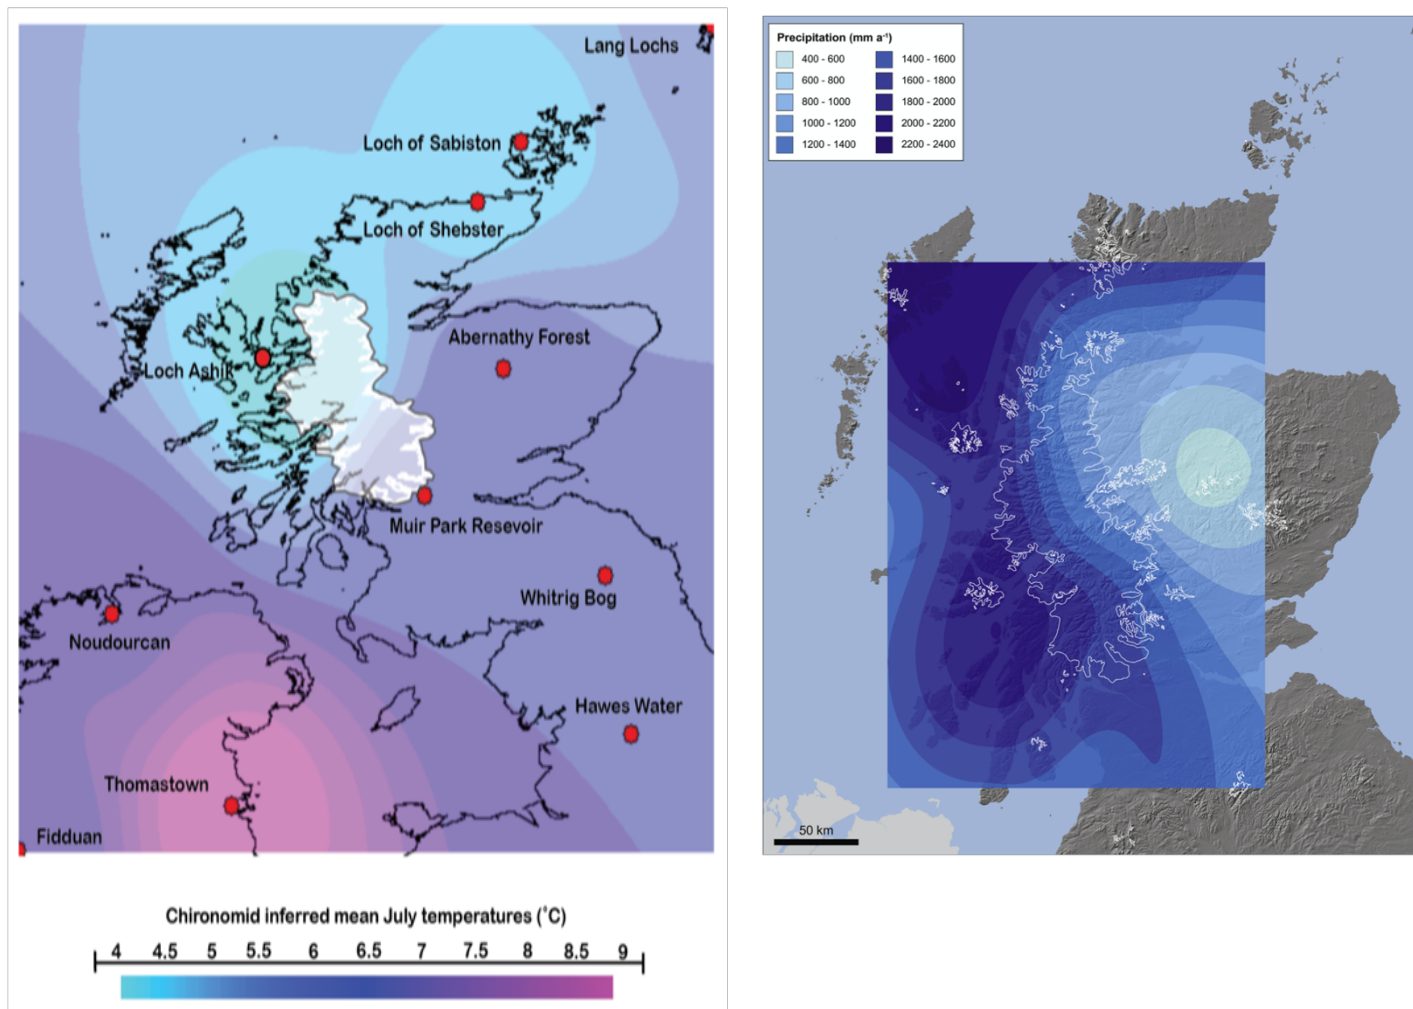 Lang Lochs
Loch of Sabiston
Loch of Shebster
Abernathy Forest
Loch Ashik
Muir Park Resevoir
Whitrig Bog
Noudourcan
Hawes Water
Thomastown
Fidduan
Chironomid inferred mean July temperatures (°C)
4 4.5 5 5.5 6 6.5 7 7.5 8 8.5 9
Precipitation (mm a⁻¹)
400 - 600
600 - 800
800 - 1000
1000 - 1200
1200 - 1400
1400 - 1600
1600 - 1800
1800 - 2000
2000 - 2200
2200 - 2400
50 km